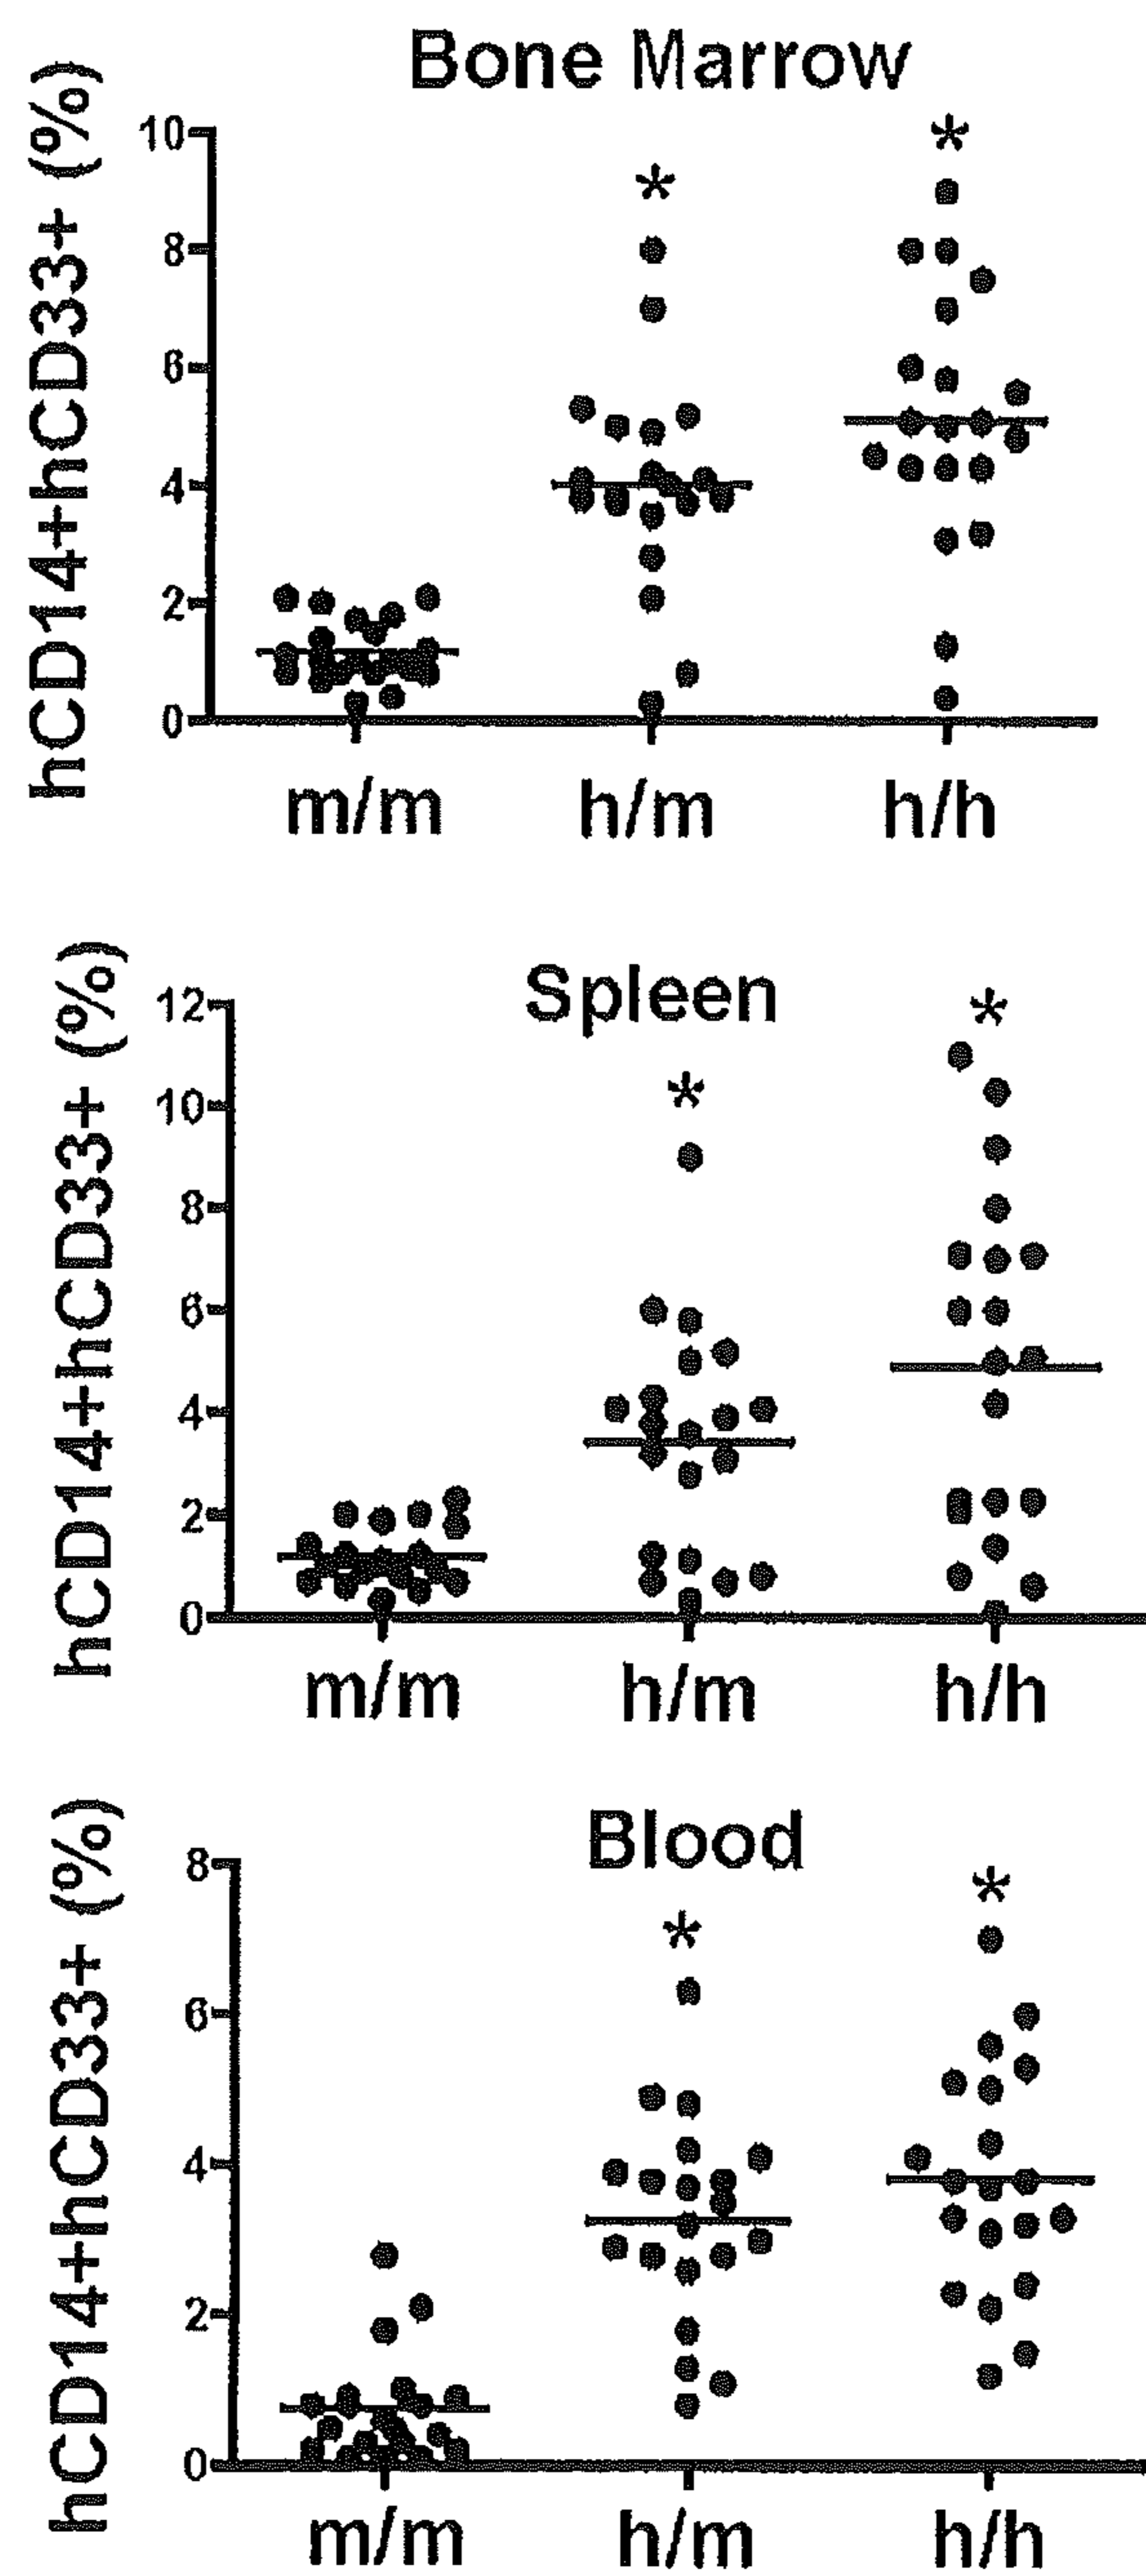 Bone Marrow
hCD14+hCD33+ (%)
10
8
6
4
2
0
*
*
m/m h/m h/h
Spleen
hCD14+hCD33+ (%)
12
10
8
6
4
2
0
*
*
m/m h/m h/h
Blood
hCD14+hCD33+ (%)
8
6
4
2
0
*
*
m/m h/m h/h